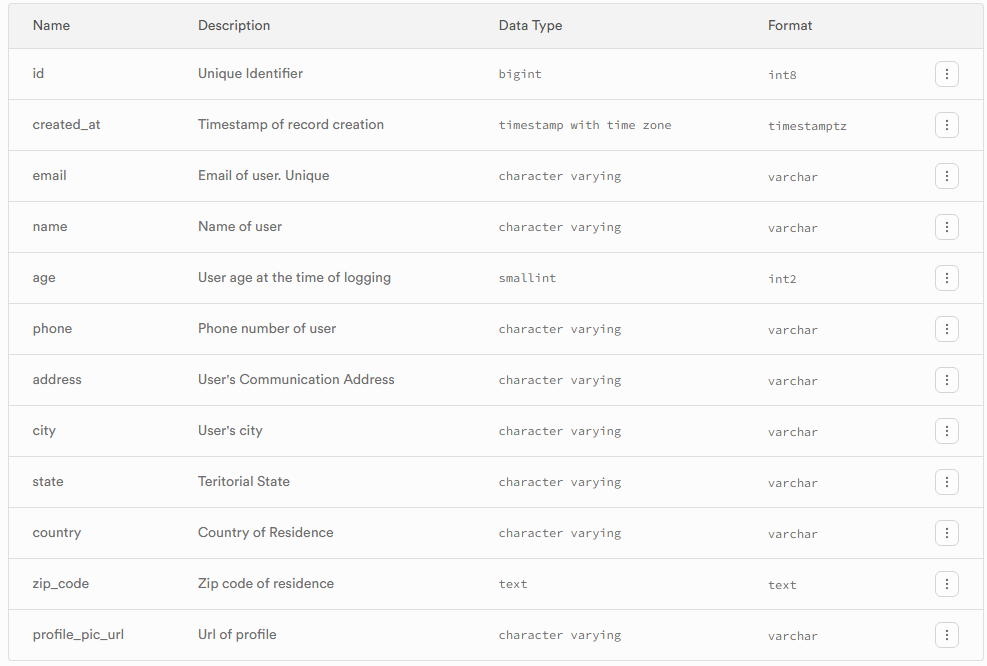 Name Description Data Type Format
id Unique Identifier bigint int8
created_at Timestamp of record creation timestamp with time zone timestamptz
email Email of user. Unique character varying varchar
name Name of user character varying varchar
age User age at the time of logging smallint int2
phone Phone number of user character varying varchar
address User's Communication Address character varying varchar
city User's city character varying varchar
state Teritorial State character varying varchar
country Country of Residence character varying varchar
zip_code Zip code of residence text text
profile_pic_url Url of profile character varying varchar